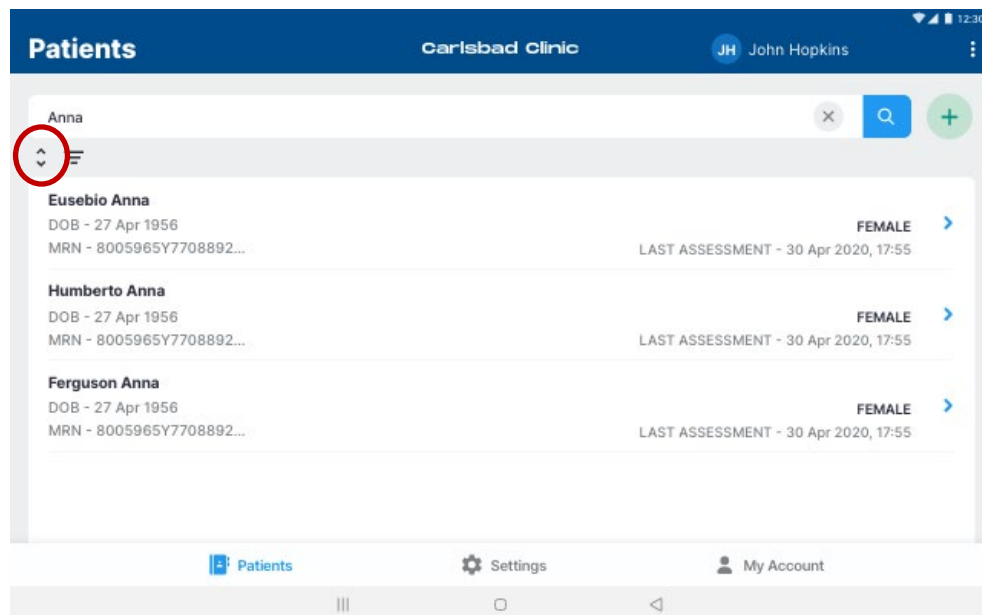 12:30
Patients
Carlsbad Clinic
JH John Hopkins
Anna
Eusebio Anna
DOB - 27 Apr 1956
FEMALE
MRN - 8005965Y7708892...
LAST ASSESSMENT - 30 Apr 2020, 17:55
Humberto Anna
DOB - 27 Apr 1956
FEMALE
MRN - 8005965Y7708892...
LAST ASSESSMENT - 30 Apr 2020, 17:55
Ferguson Anna
DOB - 27 Apr 1956
FEMALE
MRN - 8005965Y7708892...
LAST ASSESSMENT - 30 Apr 2020, 17:55
Patients
Settings
My Account